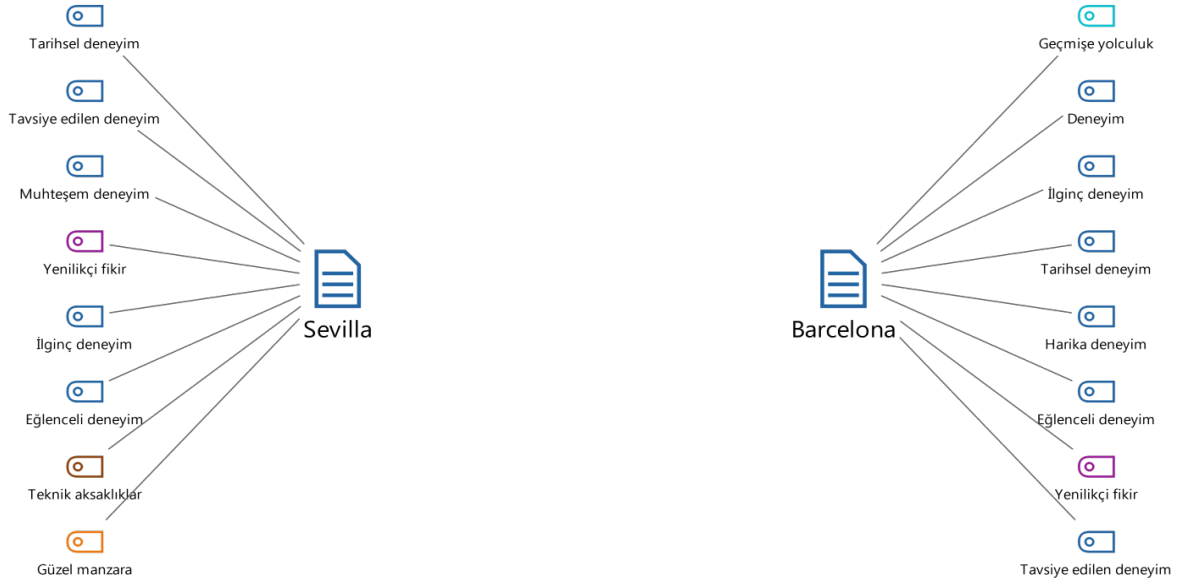 Tarihsel deneyim
Tavsiye edilen deneyim
Muhteşem deneyim
Yenilikçi fikir
İlginç deneyim
Eğlenceli deneyim
Teknik aksaklıklar
Güzel manzara
Sevilla
Barcelona
Geçmişe yolculuk
Deneyim
İlginç deneyim
Tarihsel deneyim
Harika deneyim
Eğlenceli deneyim
Yenilikçi fikir
Tavsiye edilen deneyim